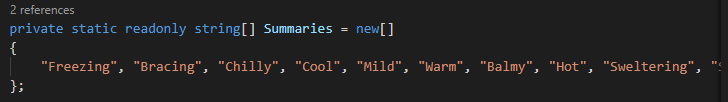 2 references
private static readonly string[] Summaries = new[]
{
"Freezing", "Bracing", "Chilly", "Cool", "Mild", "Warm", "Balmy", "Hot", "Sweltering",
};